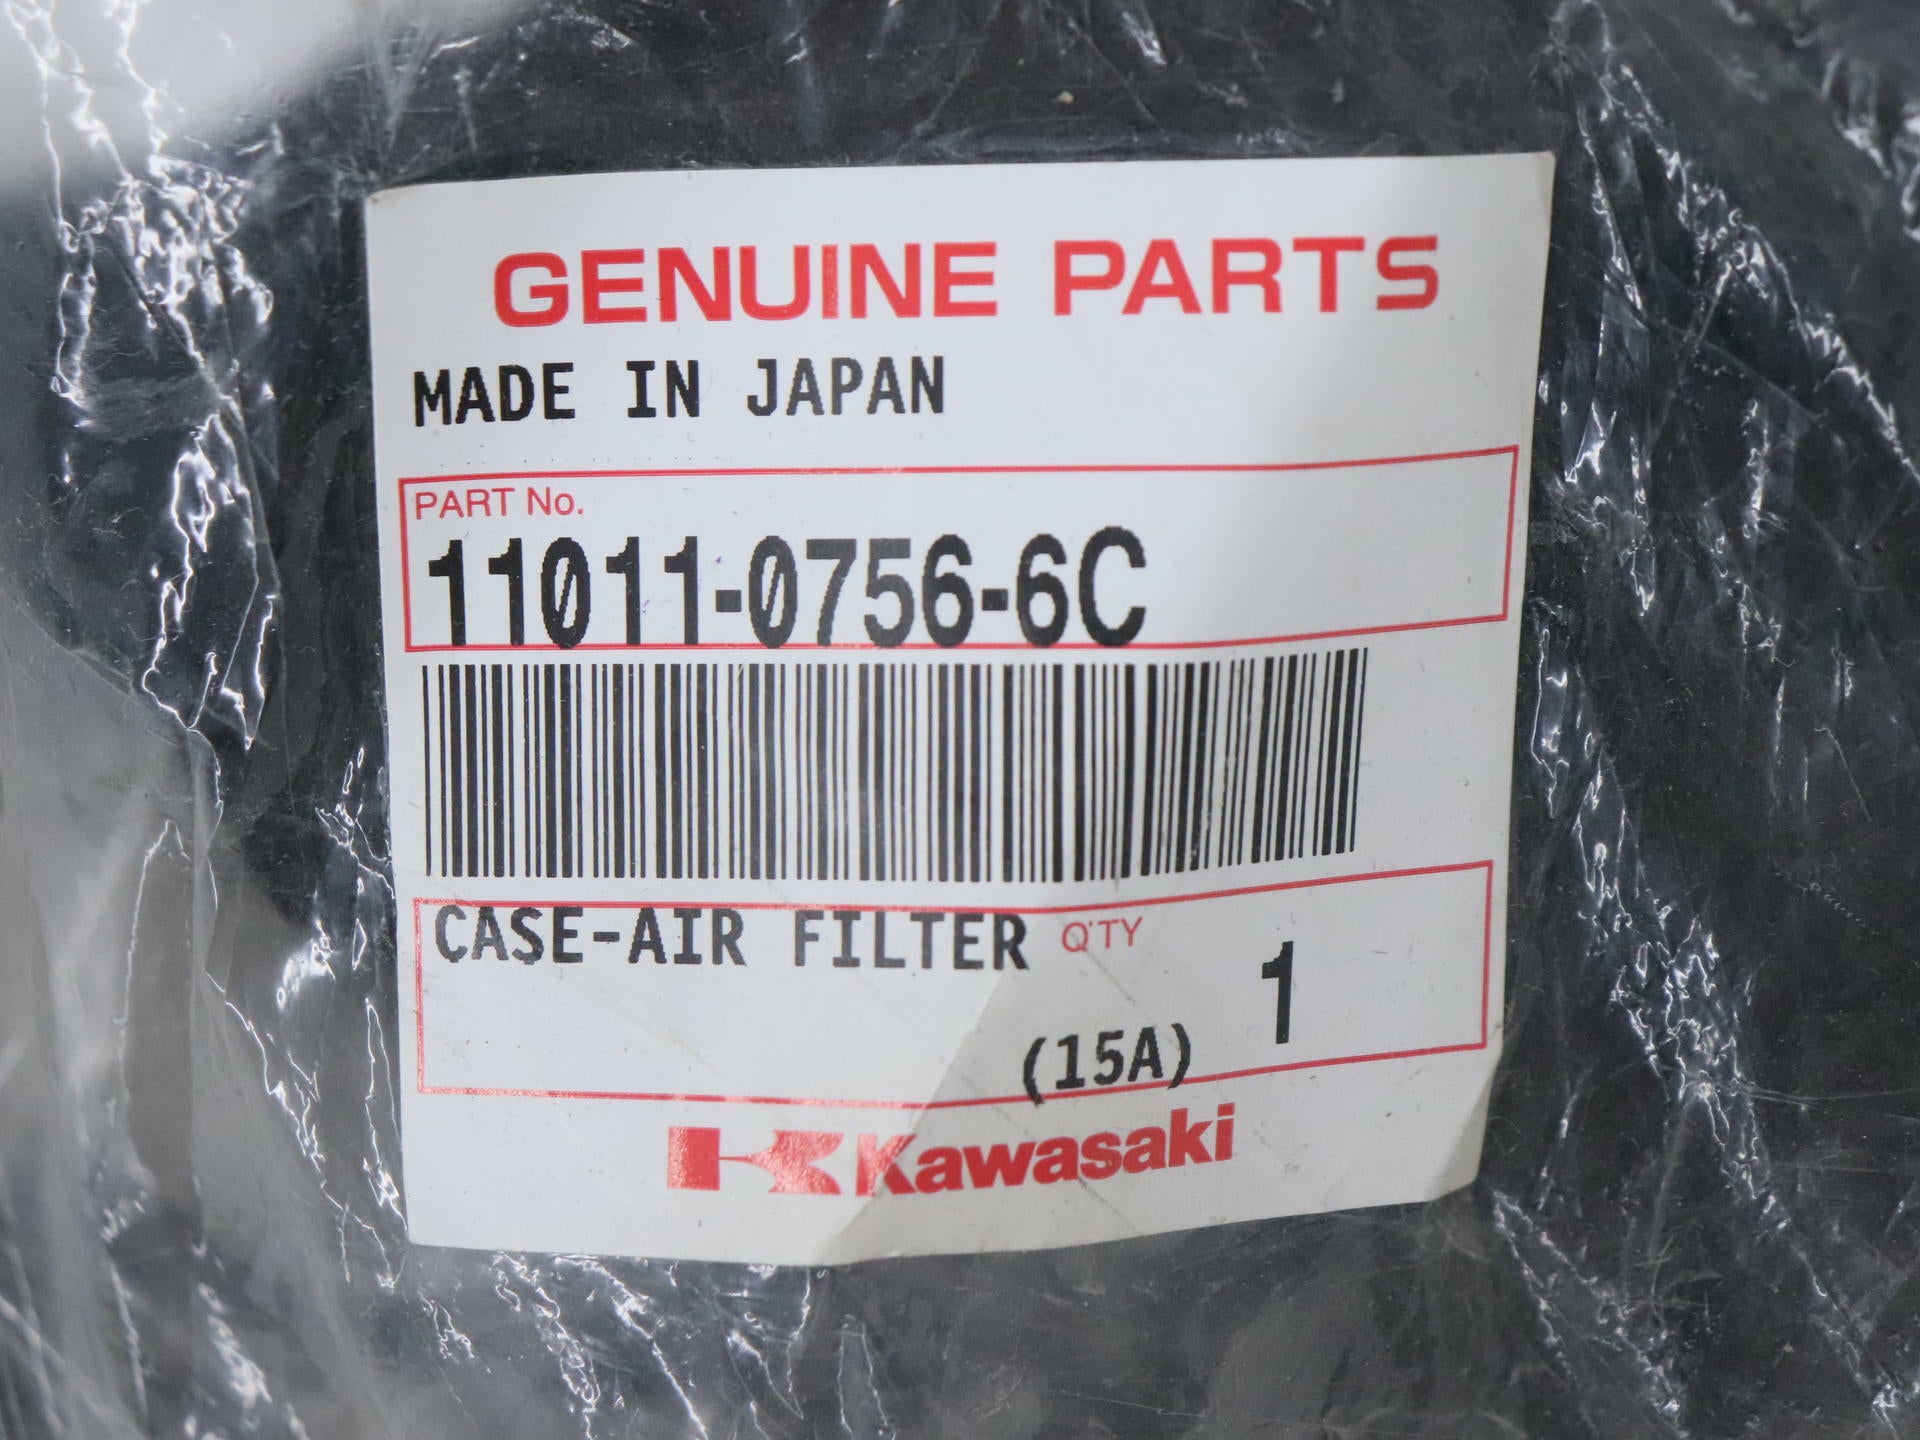 GENUINE PARTS
MADE IN JAPAN
PART No.
11011-0756-6C
CASE-AIR FILTER Q'TY
1
(15A)
Kawasaki